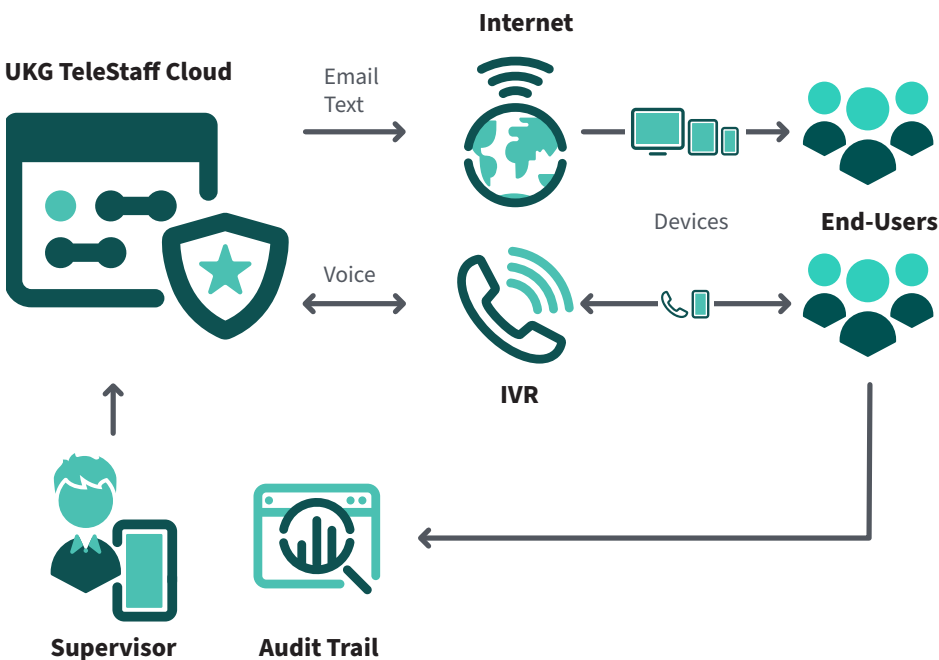 Internet
UKG TeleStaff Cloud
Email
Text
Devices
End-Users
Voice
IVR
Supervisor
Audit Trail